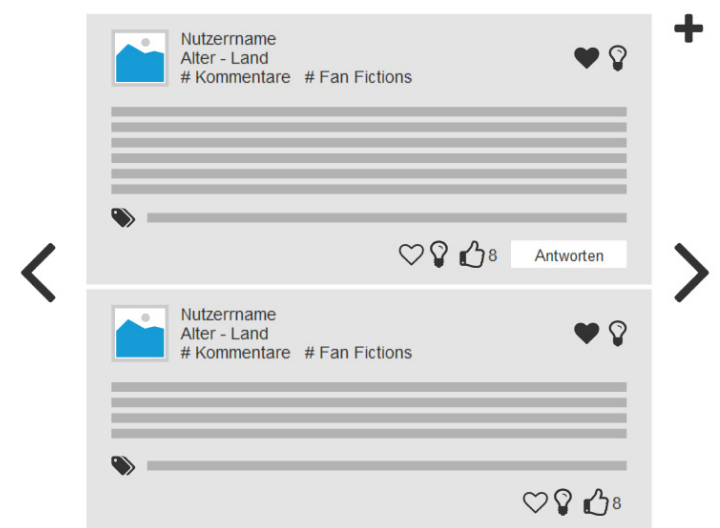 Nutzerrname
Alter - Land
# Kommentare # Fan Fictions
8
Antworten
Nutzerrname
Alter - Land
# Kommentare # Fan Fictions
8